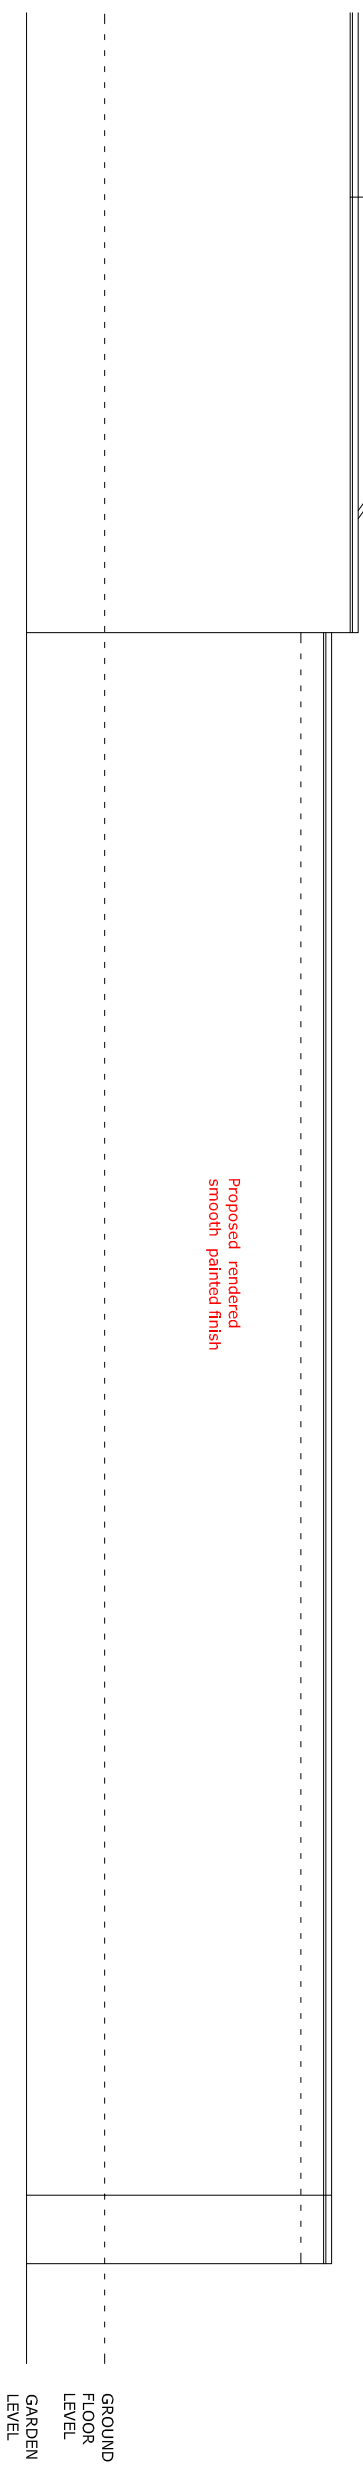 Proposed rendered
smooth painted finish
GROUND
FLOOR
LEVEL
GARDEN
LEVEL